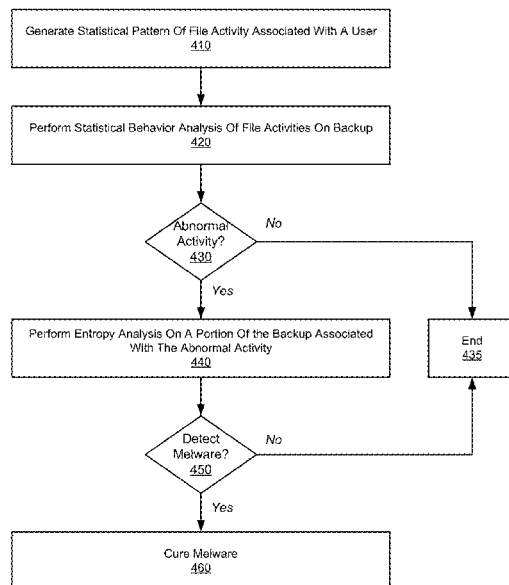 Generate Statistical Pattern Of File Activity Associated With A User
410
Perform Statistical Behavior Analysis Of File Activities On Backup
420
Abnormal
Activity?
430
No
Yes
Perform Entropy Analysis On A Portion Of the Backup Associated
With The Abnormal Activity
440
End
435
Detect
Melware?
450
No
Yes
Cure Melware
460